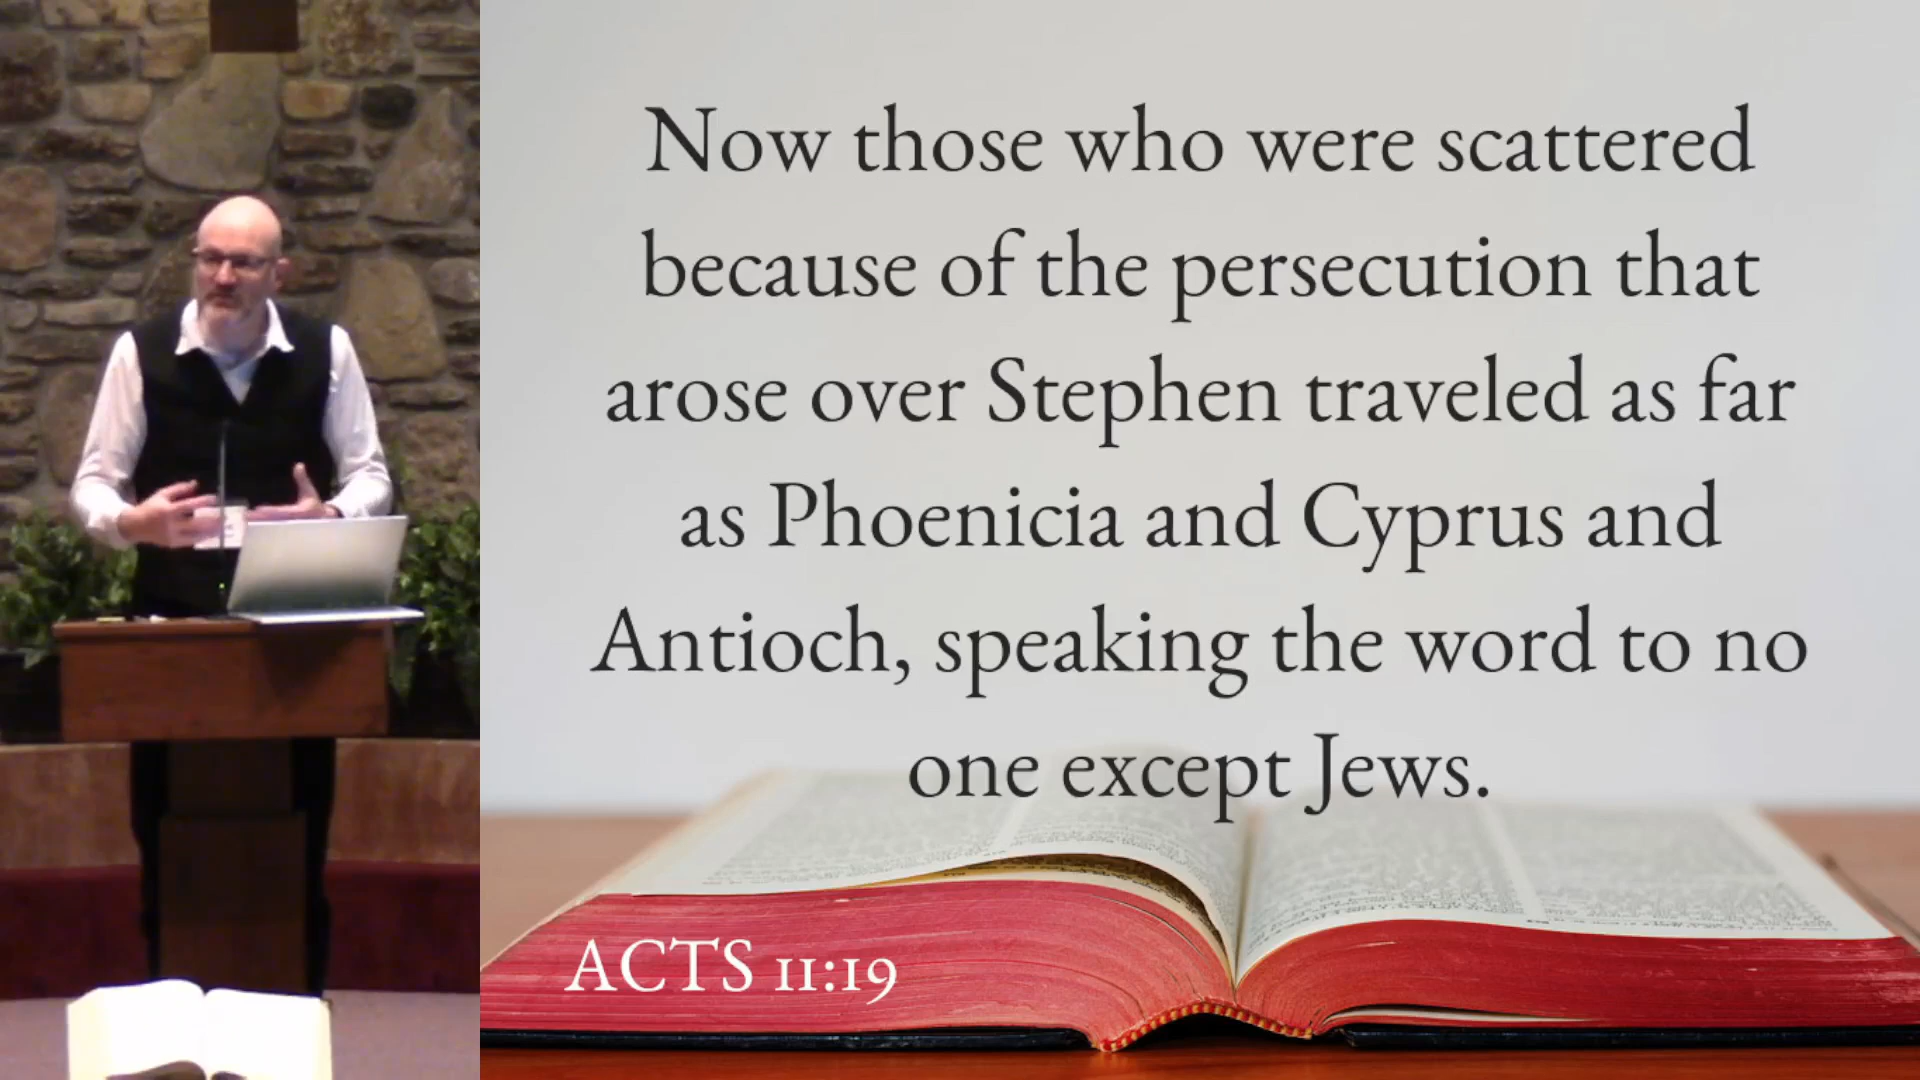 Now those who were scattered
because of the persecution that
arose over Stephen traveled as far
as Phoenicia and Cyprus and
Antioch, speaking the word to no
one except Jews.
ACTS 11:19